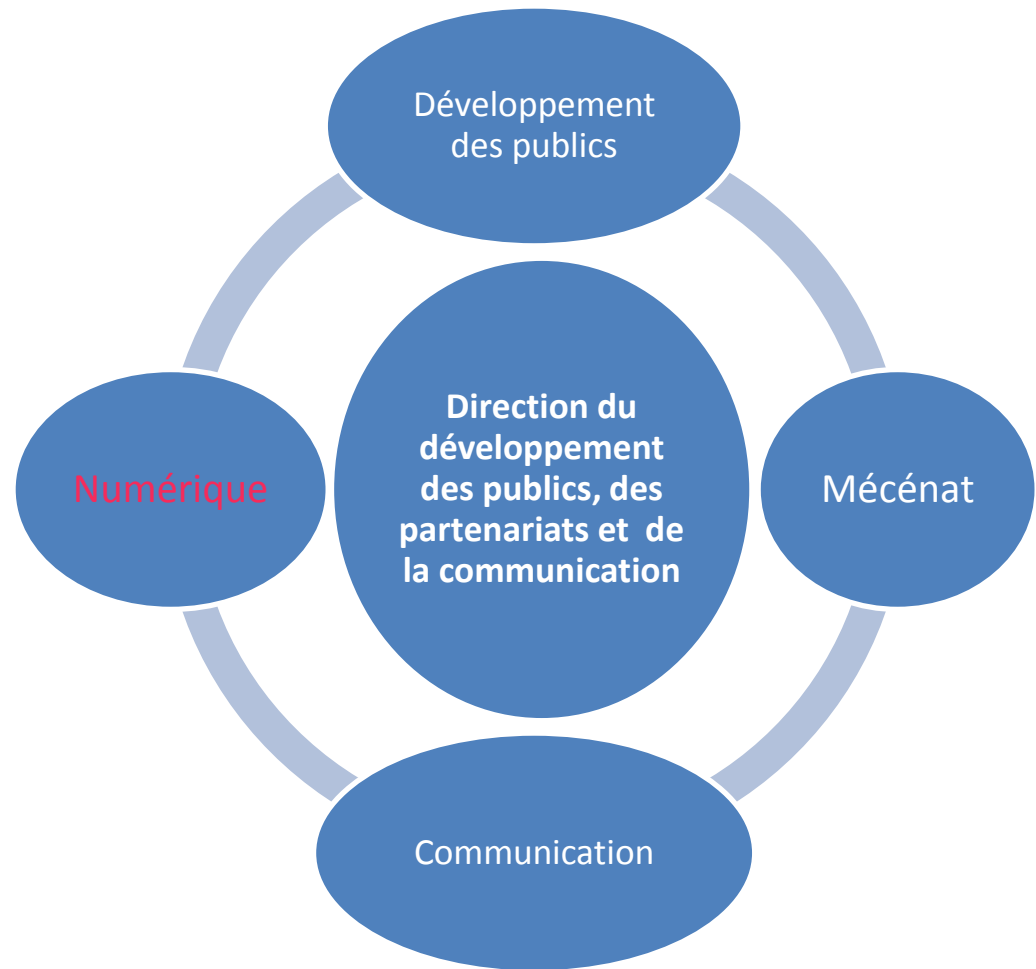 Développement
des publics
Direction du
développement
des publics, des
partenariats et  de
la communication
Numérique
Mécénat
Communication